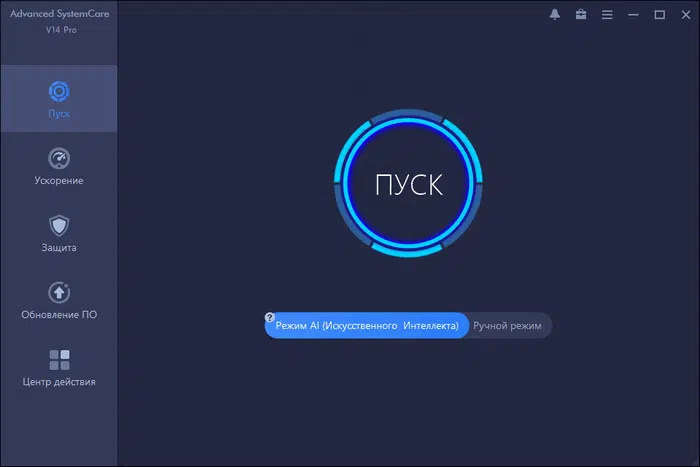 Advanced SystemCare
V14 Pro
Пуск
Ускорение
Защита
Обновление ПО
Центр действия
ПУСК
?
Режим AI (Искусственного Интеллекта)
Ручной режим